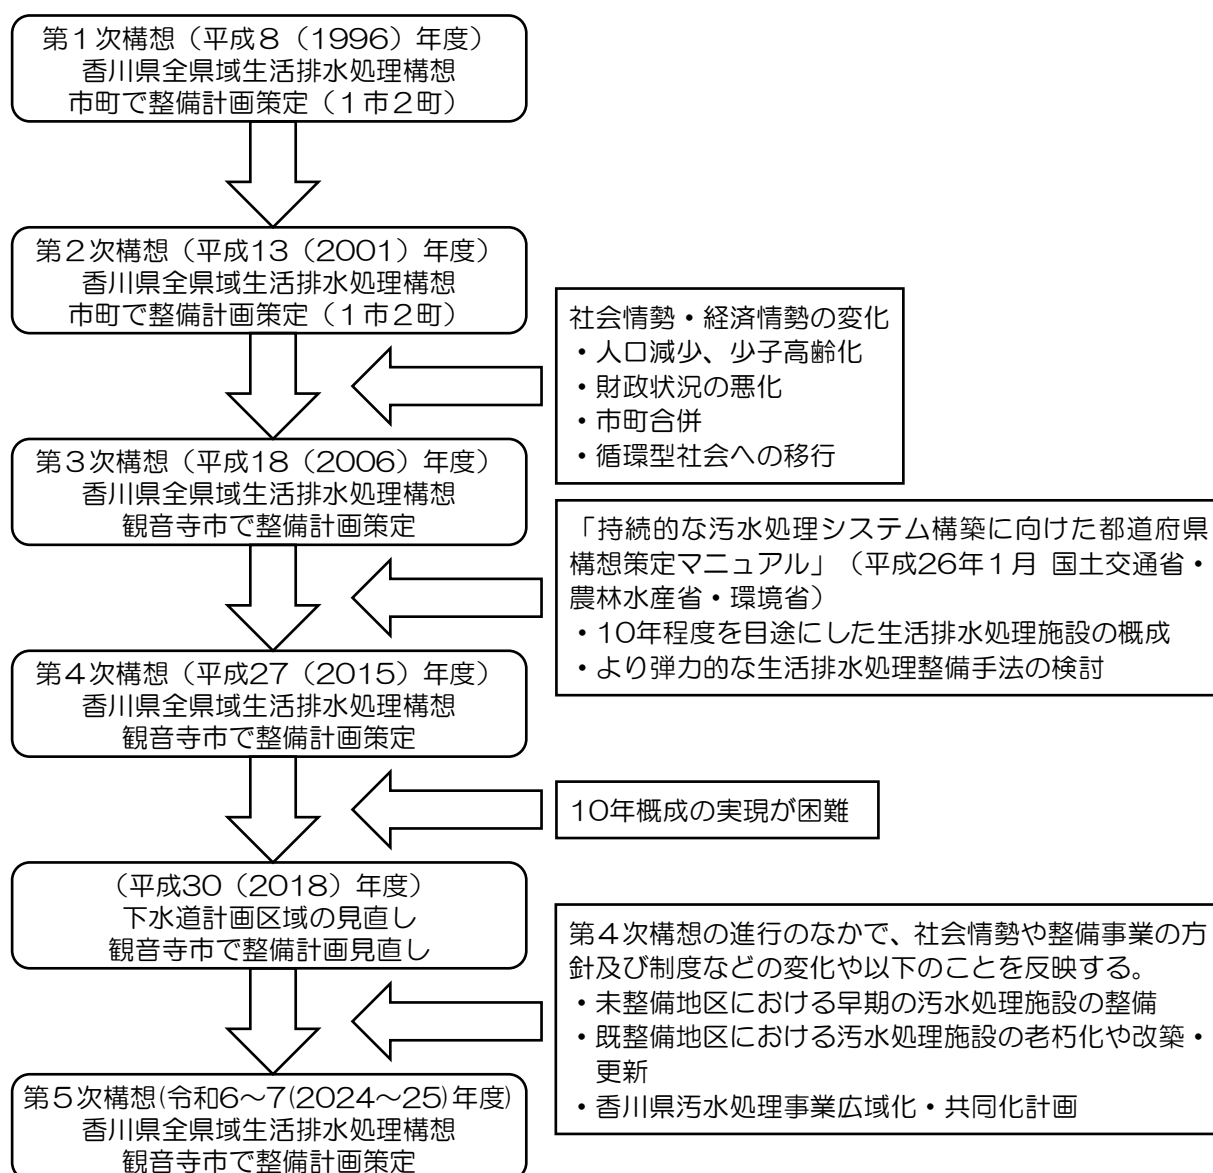 第1次構想（平成8（1996）年度）
香川県全県域生活排水処理構想
市町で整備計画策定（1市2町）
第2次構想（平成13（2001）年度）
香川県全県域生活排水処理構想
市町で整備計画策定（1市2町）
社会情勢・経済情勢の変化
・人口減少、少子高齢化
・財政状況の悪化
・市町合併
・循環型社会への移行
第3次構想（平成18（2006）年度）
香川県全県域生活排水処理構想
観音寺市で整備計画策定
「持続的な汚水処理システム構築に向けた都道府県
構想策定マニュアル」（平成26年1月 国土交通省・
農林水産省・環境省）
・10年程度を目途にした生活排水処理施設の概成
・より弾力的な生活排水処理整備手法の検討
第4次構想（平成27（2015）年度）
香川県全県域生活排水処理構想
観音寺市で整備計画策定
10年概成の実現が困難
（平成30（2018）年度）
下水道計画区域の見直し
観音寺市で整備計画見直し
第4次構想の進行のなかで、社会情勢や整備事業の方
針及び制度などの変化や以下のことを反映する。
・未整備地区における早期の汚水処理施設の整備
・既整備地区における汚水処理施設の老朽化や改築・
更新
・香川県汚水処理事業広域化・共同化計画
第5次構想(令和6～7(2024～25)年度)
香川県全県域生活排水処理構想
観音寺市で整備計画策定